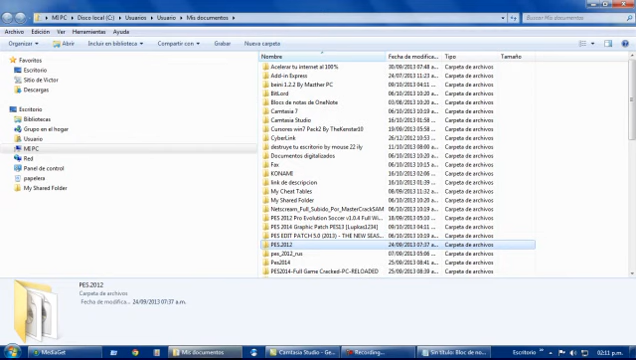 MI PC ▸ Disco local (C:) ▸ Usuarios ▸ Usuario ▸ Mis documentos
Buscar Mis documentos
Archivo Edición Ver Herramientas Ayuda
Organizar Abrir Incluir en biblioteca Compartir con Grabar Nueva carpeta
Favoritos
Escritorio
Sitio de Victor
Descargas
Escritorio
Bibliotecas
Grupo en el hogar
Usuario
MI PC
Red
Panel de control
papelera
My Shared Folder
Nombre Fecha de modifica... Tipo Tamaño
Acelerar tu internet al 100% Carpeta de archivos
Add-in Express Carpeta de archivos
beim 1.2.2 By Masther PC Carpeta de archivos
BitLord Carpeta de archivos
Blocs de notas de OneNote Carpeta de archivos
Camtasia 7 Carpeta de archivos
Camtasia Studio Carpeta de archivos
Cursores win7 Pack2 By TheKenstar10 Carpeta de archivos
CyberLink Carpeta de archivos
destruye tu escritorio by mouse 22 ily Carpeta de archivos
Documentos digitalizados Carpeta de archivos
Fax Carpeta de archivos
KONAMI Carpeta de archivos
link de descripcion Carpeta de archivos
My Cheat Tables Carpeta de archivos
My Shared Folder Carpeta de archivos
Netscream_Full_Subido_Por_MasterCrackSAM Carpeta de archivos
PES 2012 Pro Evolution Soccer v1.0.4 Full Wi... Carpeta de archivos
PES 2014 Graphic Patch PES13 [Lupkas1234] Carpeta de archivos
PES EDIT PATCH 5.0 (2013) - THE NEW SEAS... Carpeta de archivos
PES.2012 24/09/2013 07:37 a.m. Carpeta de archivos
pes_2012_rus Carpeta de archivos
Pes2014 Carpeta de archivos
PES2014-Full Game Cracked-PC-RELOADED Carpeta de archivos
PES.2012
Carpeta de archivos
Fecha de modifica... 24/09/2013 07:37 a.m.
MediaGet Mis documentos Camtasia Studio - Ge... Recording... Sin título: Bloc de no... Escritorio 02:11 p.m.